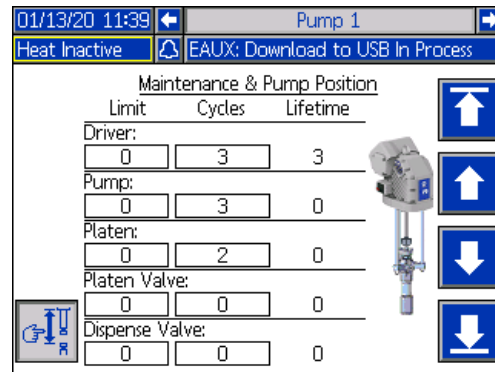 01/13/20 11:39 Pump 1
Heat Inactive EAUX: Download to USB In Process
Maintenance & Pump Position
Limit Cycles Lifetime
Driver:
0 3 3
Pump:
0 3 0
Platen:
0 2 0
Platen Valve:
0 0 0
Dispense Valve:
0 0 0